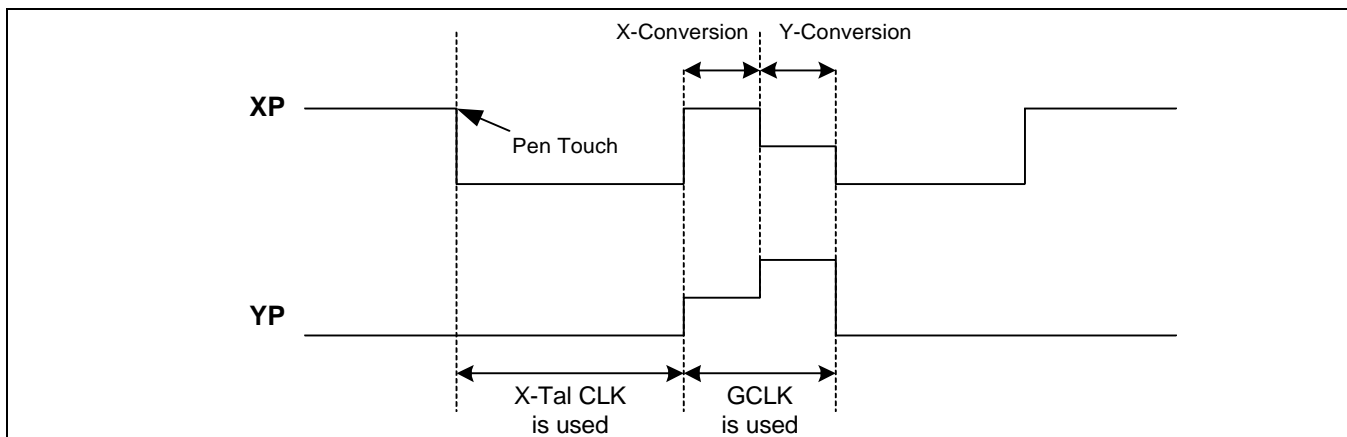 X-Conversion
Y-Conversion
XP
Pen Touch
YP
X-Tal CLK
is used
GCLK
is used